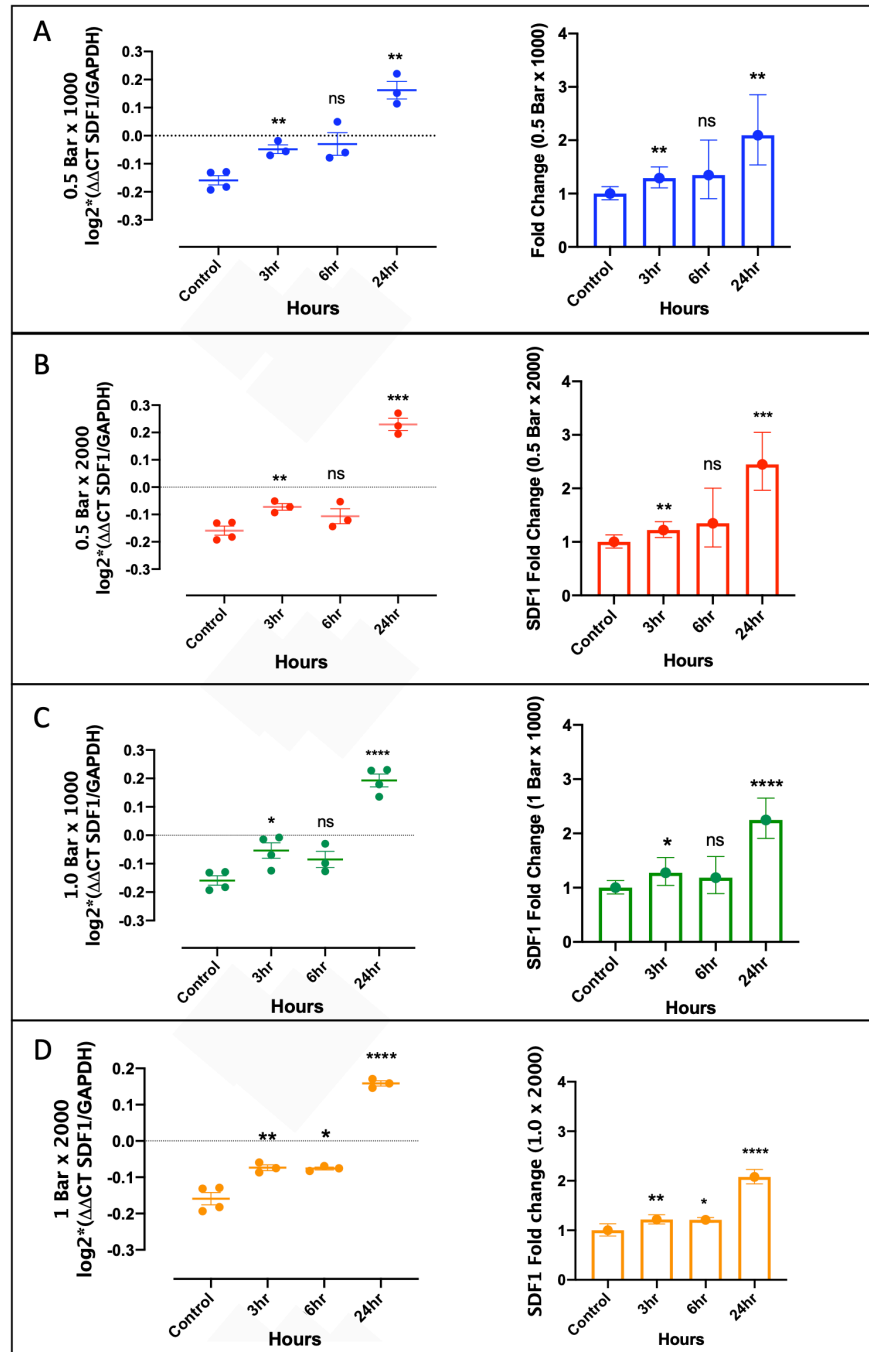 A
0.5 Bar x 1000
log2*(ΔΔCT SDF1/GAPDH)
0.3
0.2
0.1
0.0
-0.1
-0.2
-0.3
**
ns
**
Control
3hr
6hr
24hr
Hours
Fold Change (0.5 Bar x 1000)
4
3
2
1
0
**
ns
**
Control
3hr
6hr
24hr
Hours
B
0.5 Bar x 2000
log2*(ΔΔCT SDF1/GAPDH)
0.3
0.2
0.1
0.0
-0.1
-0.2
-0.3
**
ns
***
Control
3hr
6hr
24hr
Hours
SDF1 Fold Change (0.5 Bar x 2000)
4
3
2
1
0
**
ns
***
Control
3hr
6hr
24hr
Hours
C
1.0 Bar x 1000
log2*(ΔΔCT SDF1/GAPDH)
0.3
0.2
0.1
0.0
-0.1
-0.2
-0.3
*
ns
****
Control
3hr
6hr
24hr
Hours
SDF1 Fold Change (1 Bar x 1000)
4
3
2
1
0
*
ns
****
Control
3hr
6hr
24hr
Hours
D
1 Bar x 2000
log2*(ΔΔCT SDF1/GAPDH)
0.2
0.1
0.0
-0.1
-0.2
-0.3
**
*
****
Control
3hr
6hr
24hr
Hours
SDF1 Fold change (1.0 x 2000)
4
3
2
1
0
**
*
****
Control
3hr
6hr
24hr
Hours